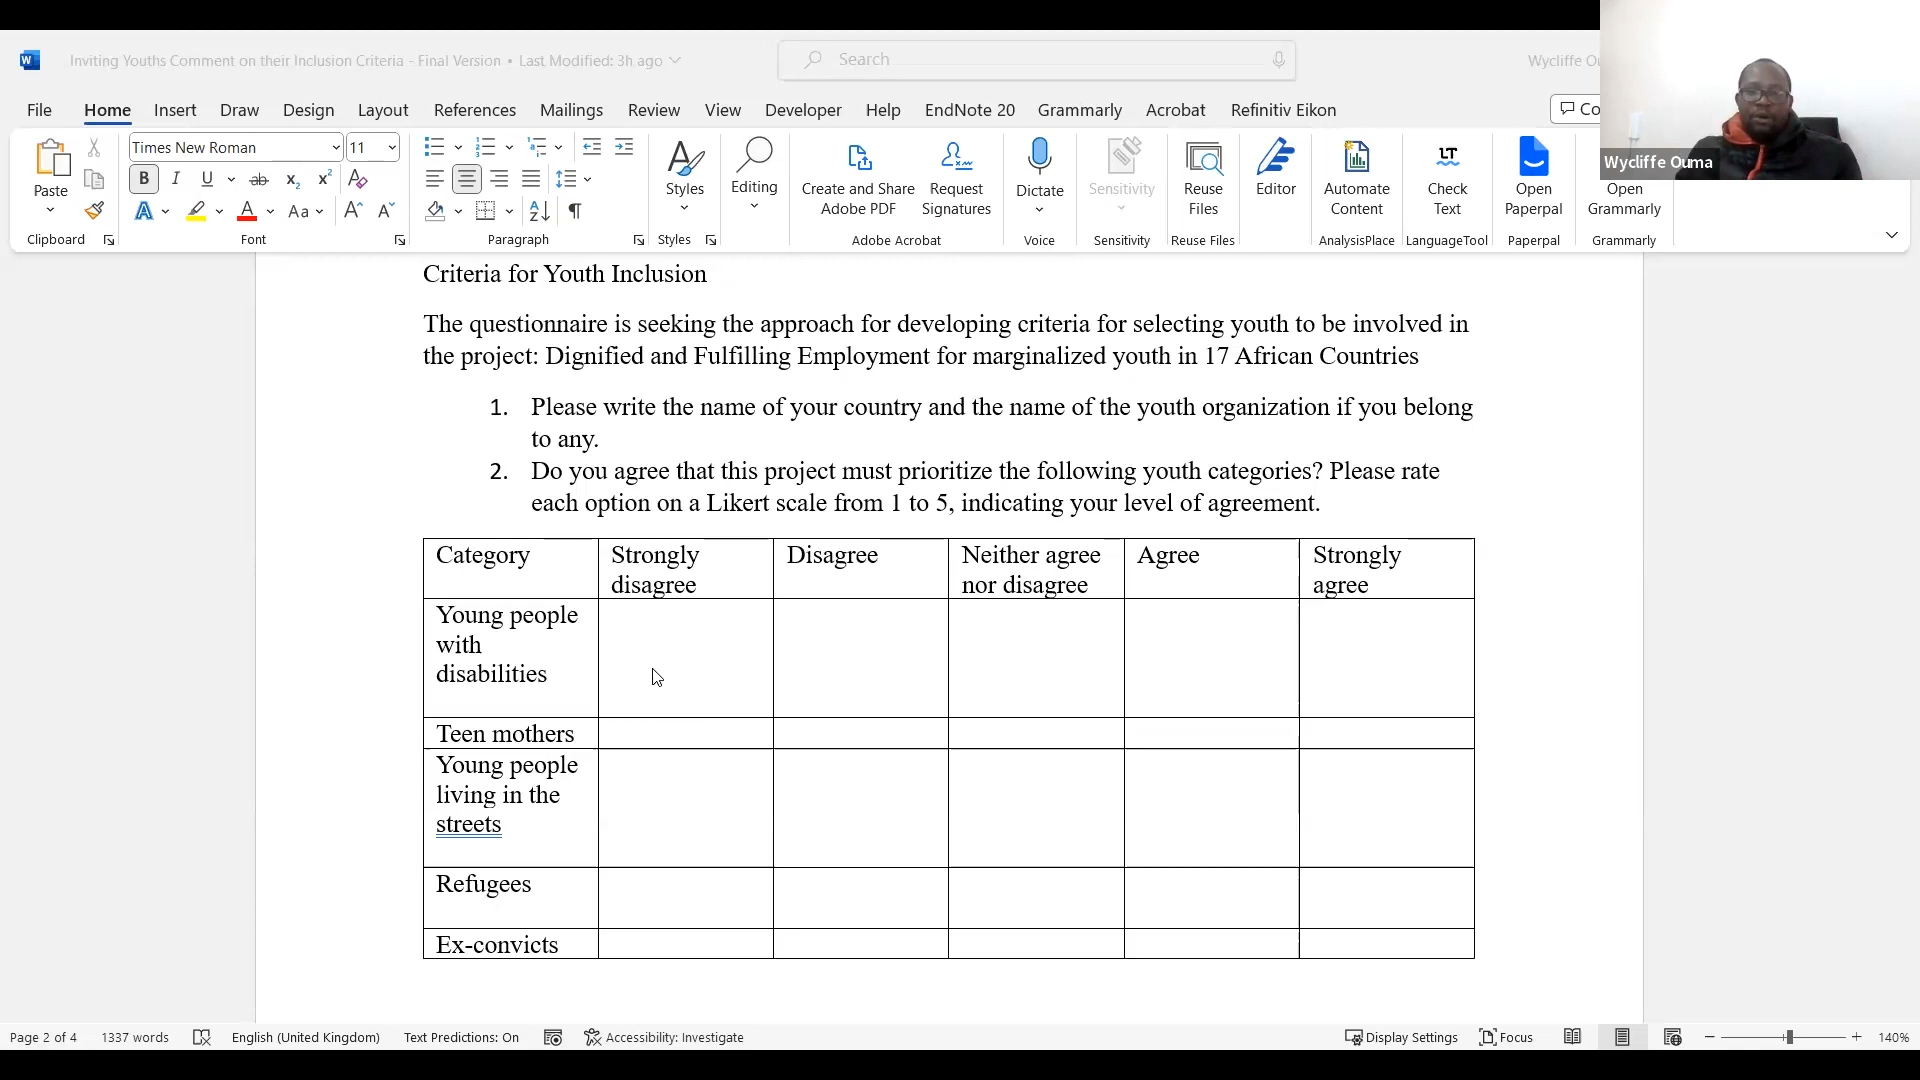 Inviting Youths Comment on their Inclusion Criteria - Final Version • Last Modified: 3h ago
Search
Wycliffe
File Home Insert Draw Design Layout References Mailings Review View Developer Help EndNote 20 Grammarly Acrobat Refinitiv Eikon
Times New Roman 11
Paste
Styles
Editing
Create and Share
Adobe PDF
Request
Signatures
Dictate
Sensitivity
Reuse
Files
Editor
Automate
Content
Check
Text
Open
Paperpal
Open
Grammarly
Wycliffe Ouma
Clipboard Font Paragraph Styles Adobe Acrobat Voice Sensitivity Reuse Files AnalysisPlace LanguageTool Paperpal Grammarly
Criteria for Youth Inclusion
The questionnaire is seeking the approach for developing criteria for selecting youth to be involved in
the project: Dignified and Fulfilling Employment for marginalized youth in 17 African Countries
1. Please write the name of your country and the name of the youth organization if you belong
to any.
2. Do you agree that this project must prioritize the following youth categories? Please rate
each option on a Likert scale from 1 to 5, indicating your level of agreement.
Category
Strongly
disagree
Disagree
Neither agree
nor disagree
Agree
Strongly
agree
Young people
with
disabilities
Teen mothers
Young people
living in the
streets
Refugees
Ex-convicts
Page 2 of 4 1337 words English (United Kingdom) Text Predictions: On Accessibility: Investigate Display Settings Focus 140%